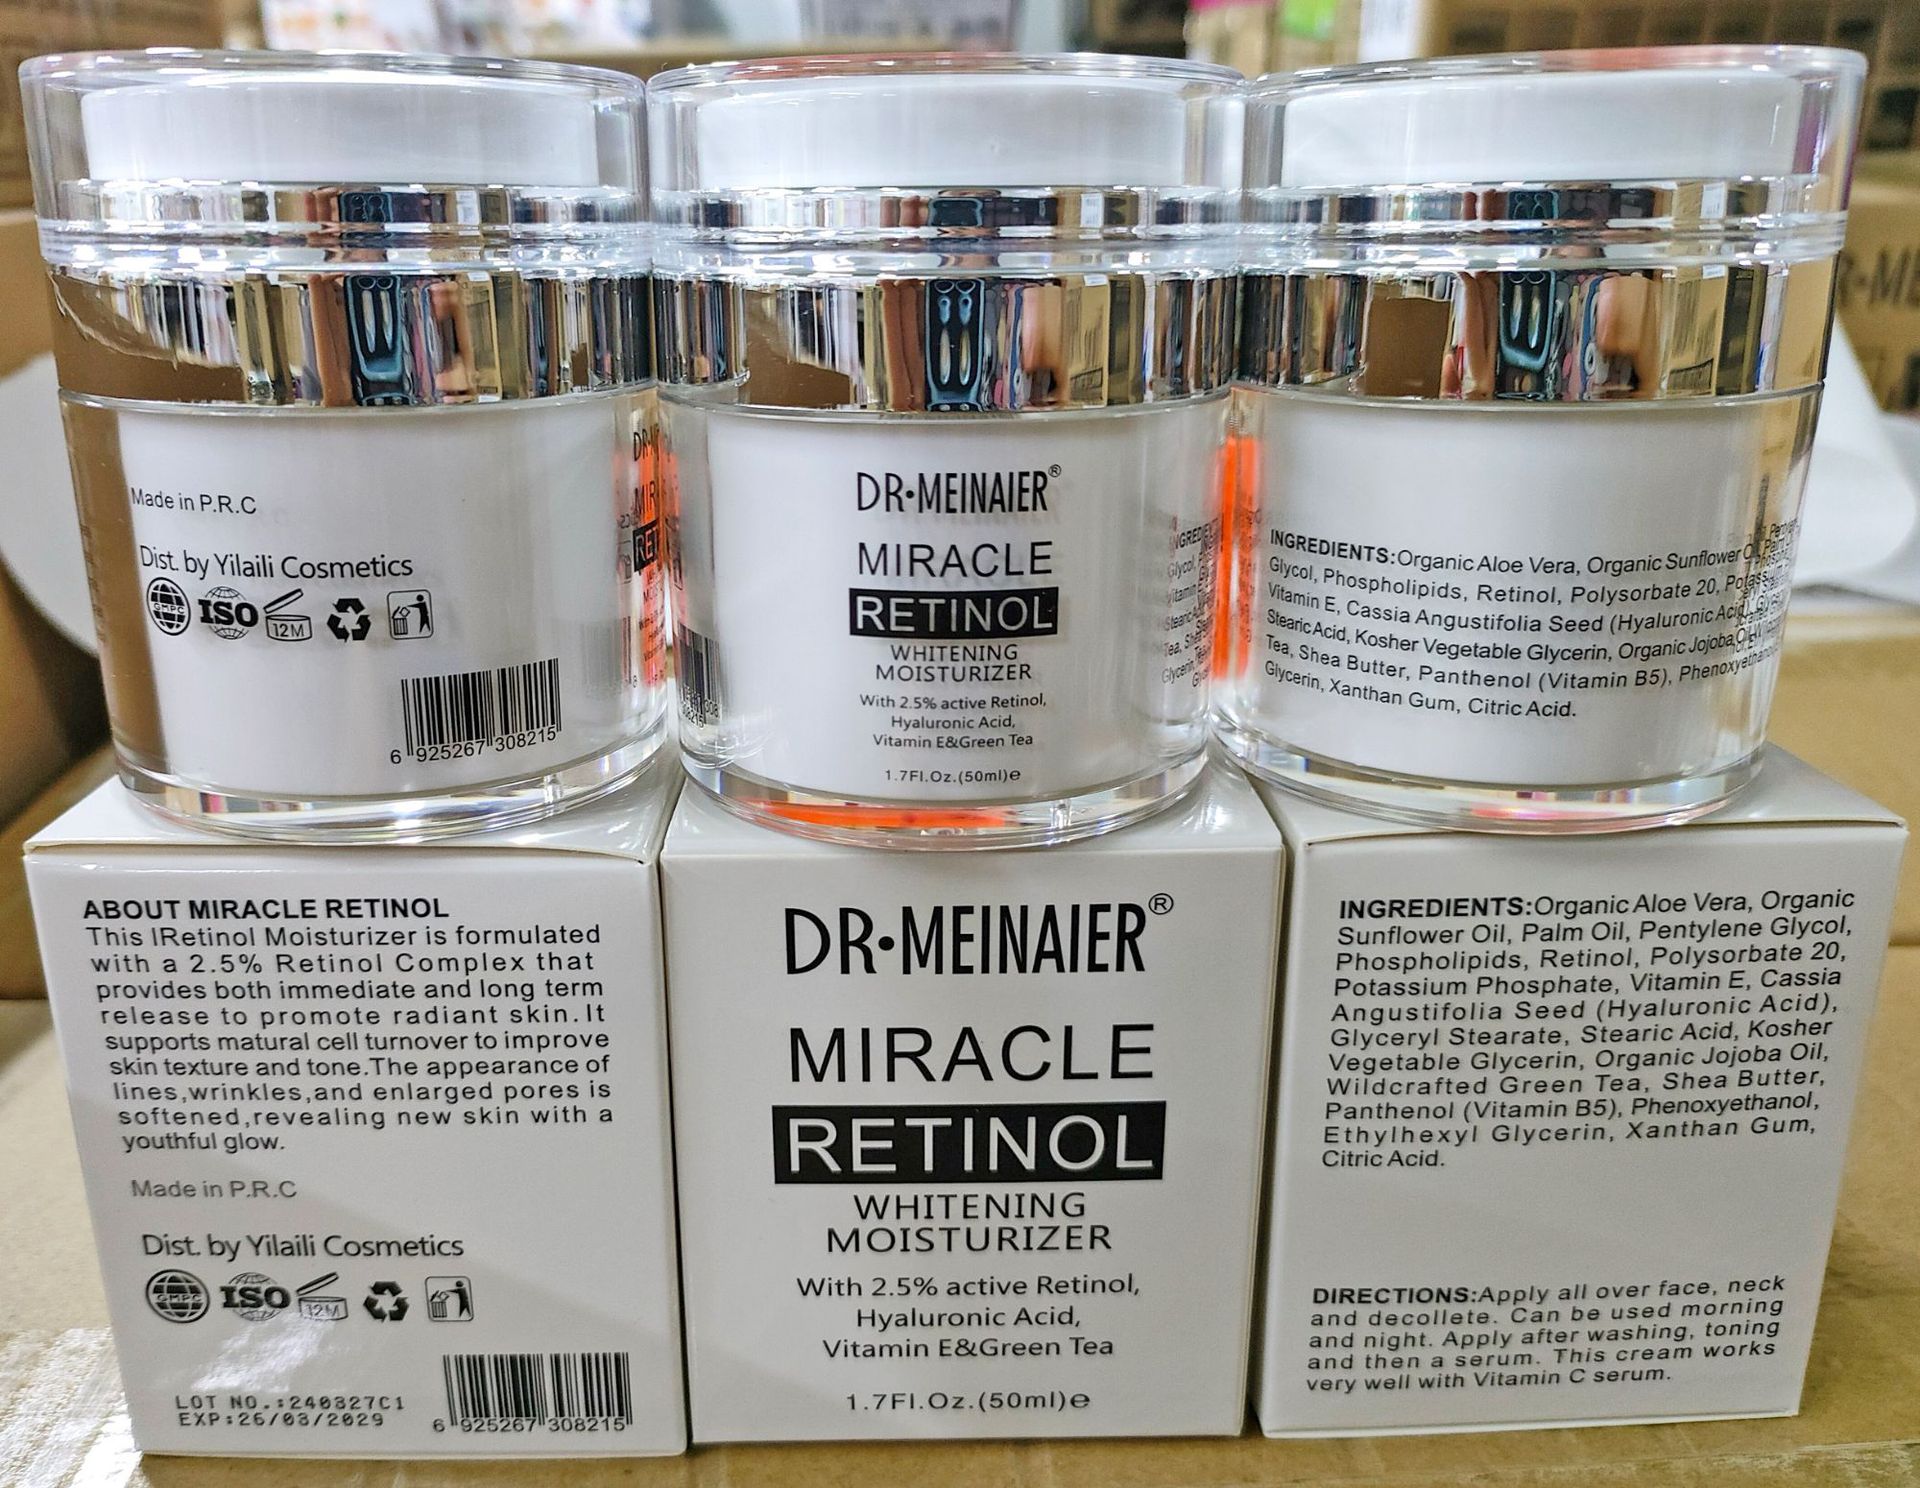 Made in P.R.C
Dist. by Yilaili Cosmetics
GMPC ISO 12M
6 925267 308215
DR•MEINAIER®
MIRACLE
RETINOL
WHITENING
MOISTURIZER
With 2.5% active Retinol,
Hyaluronic Acid,
Vitamin E&Green Tea
1.7Fl.Oz.(50ml)e
INGREDIENTS:Organic Aloe Vera, Organic Sunflower
Glycol, Phospholipids, Retinol, Polysorbate 20,
Vitamin E, Cassia Angustifolia Seed (Hyaluronic Acid),
Stearic Acid, Kosher Vegetable Glycerin, Organic Jojoba
Tea, Shea Butter, Panthenol (Vitamin B5),
Glycerin, Xanthan Gum, Citric Acid.
ABOUT MIRACLE RETINOL
This IRetinol Moisturizer is formulated
with a 2.5% Retinol Complex that
provides both immediate and long term
release to promote radiant skin.It
supports matural cell turnover to improve
skin texture and tone.The appearance of
lines,wrinkles,and enlarged pores is
softened,revealing new skin with a
youthful glow.
Made in P.R.C
Dist. by Yilaili Cosmetics
GMPC ISO 12M
LOT NO.:240327C1
EXP:26/03/2029
6 925267 308215
DR•MEINAIER®
MIRACLE
RETINOL
WHITENING
MOISTURIZER
With 2.5% active Retinol,
Hyaluronic Acid,
Vitamin E&Green Tea
1.7Fl.Oz.(50ml)e
INGREDIENTS:Organic Aloe Vera, Organic
Sunflower Oil, Palm Oil, Pentylene Glycol,
Phospholipids, Retinol, Polysorbate 20,
Potassium Phosphate, Vitamin E, Cassia
Angustifolia Seed (Hyaluronic Acid),
Glyceryl Stearate, Stearic Acid, Kosher
Vegetable Glycerin, Organic Jojoba Oil,
Wildcrafted Green Tea, Shea Butter,
Panthenol (Vitamin B5), Phenoxyethanol,
Ethylhexyl Glycerin, Xanthan Gum,
Citric Acid.
DIRECTIONS:Apply all over face, neck
and decollete. Can be used morning
and night. Apply after washing, toning
and then a serum. This cream works
very well with Vitamin C serum.